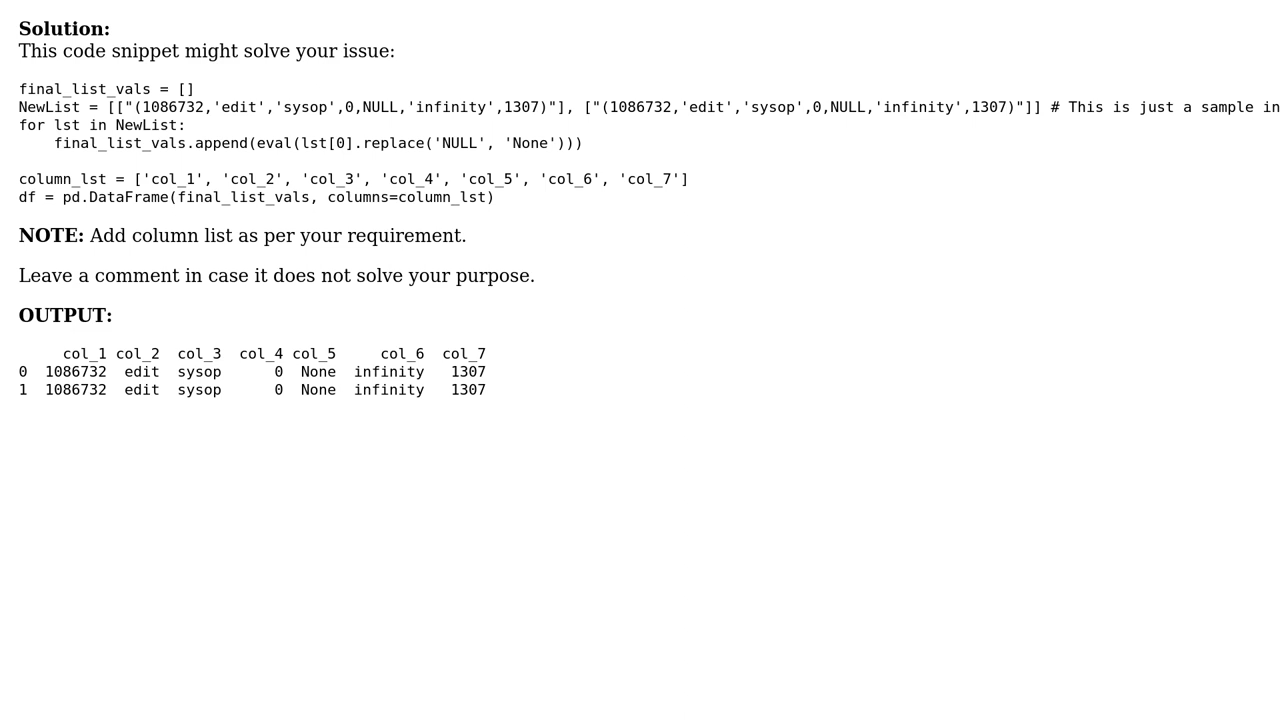 Solution:
This code snippet might solve your issue:
final_list_vals = []
NewList = [["(1086732,'edit','sysop',0,NULL,'infinity',1307)"], ["(1086732,'edit','sysop',0,NULL,'infinity',1307)"]] # This is just a sample in
for lst in NewList:
    final_list_vals.append(eval(lst[0].replace('NULL', 'None')))
column_lst = ['col_1', 'col_2', 'col_3', 'col_4', 'col_5', 'col_6', 'col_7']
df = pd.DataFrame(final_list_vals, columns=column_lst)
NOTE: Add column list as per your requirement.
Leave a comment in case it does not solve your purpose.
OUTPUT:
     col_1 col_2  col_3  col_4 col_5     col_6  col_7
0  1086732  edit  sysop      0  None  infinity   1307
1  1086732  edit  sysop      0  None  infinity   1307